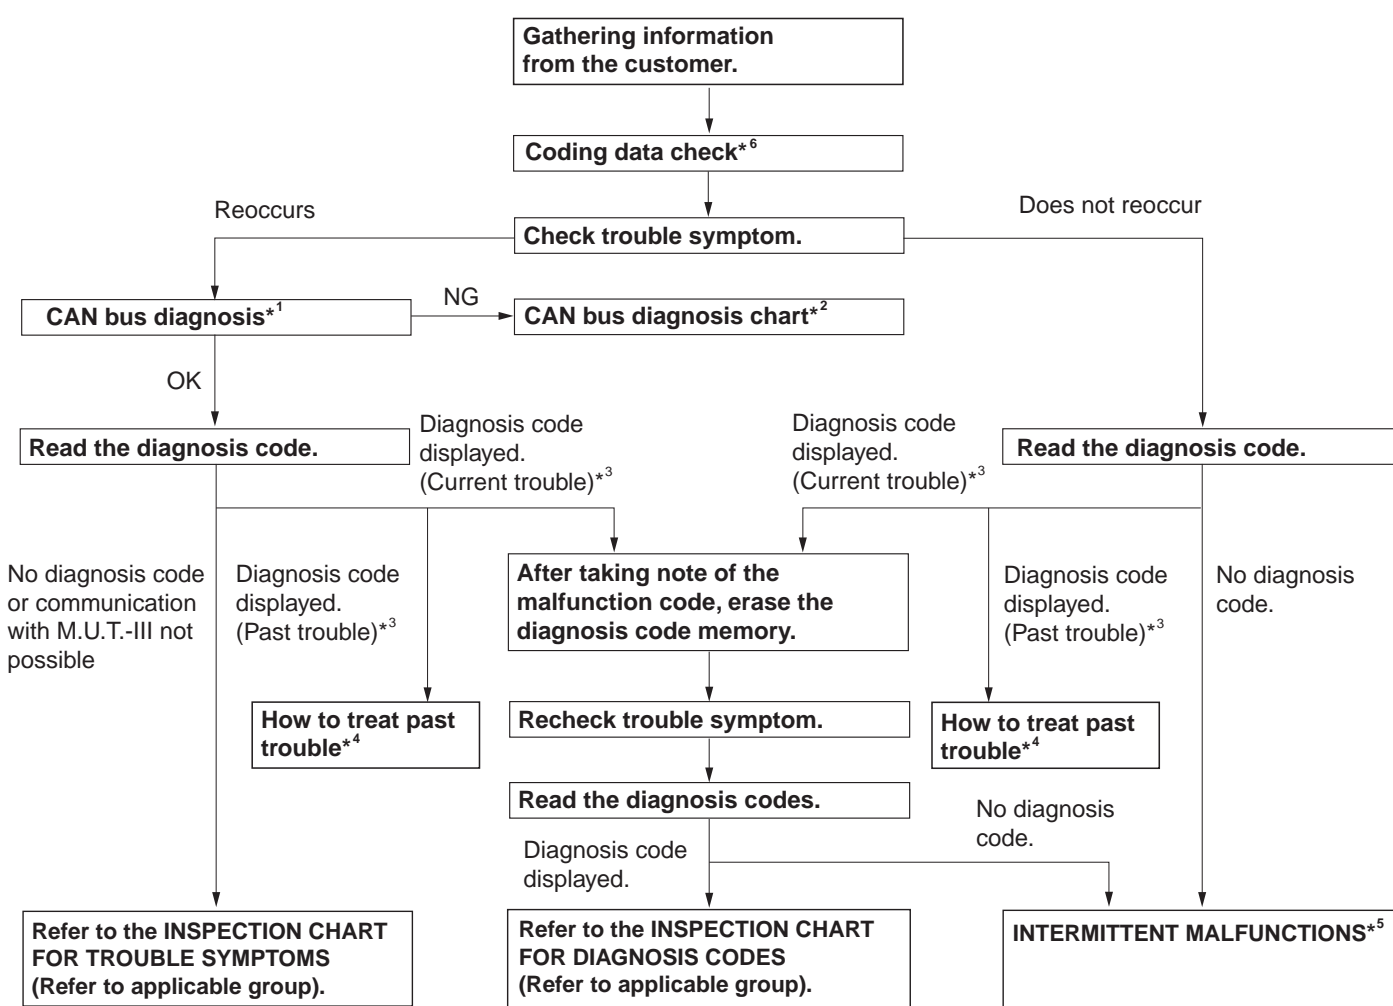 Gathering information
from the customer.
Coding data check*6
Reoccurs
Does not reoccur
Check trouble symptom.
CAN bus diagnosis*1
NG
CAN bus diagnosis chart*2
OK
Read the diagnosis code.
Diagnosis code
displayed.
(Current trouble)*3
Diagnosis code
displayed.
(Current trouble)*3
Read the diagnosis code.
No diagnosis code
or communication
with M.U.T.-III not
possible
Diagnosis code
displayed.
(Past trouble)*3
After taking note of the
malfunction code, erase the
diagnosis code memory.
Diagnosis code
displayed.
(Past trouble)*3
No diagnosis
code.
How to treat past
trouble*4
Recheck trouble symptom.
How to treat past
trouble*4
Read the diagnosis codes.
Diagnosis code
displayed.
No diagnosis
code.
Refer to the INSPECTION CHART
FOR TROUBLE SYMPTOMS
(Refer to applicable group).
Refer to the INSPECTION CHART
FOR DIAGNOSIS CODES
(Refer to applicable group).
INTERMITTENT MALFUNCTIONS*5